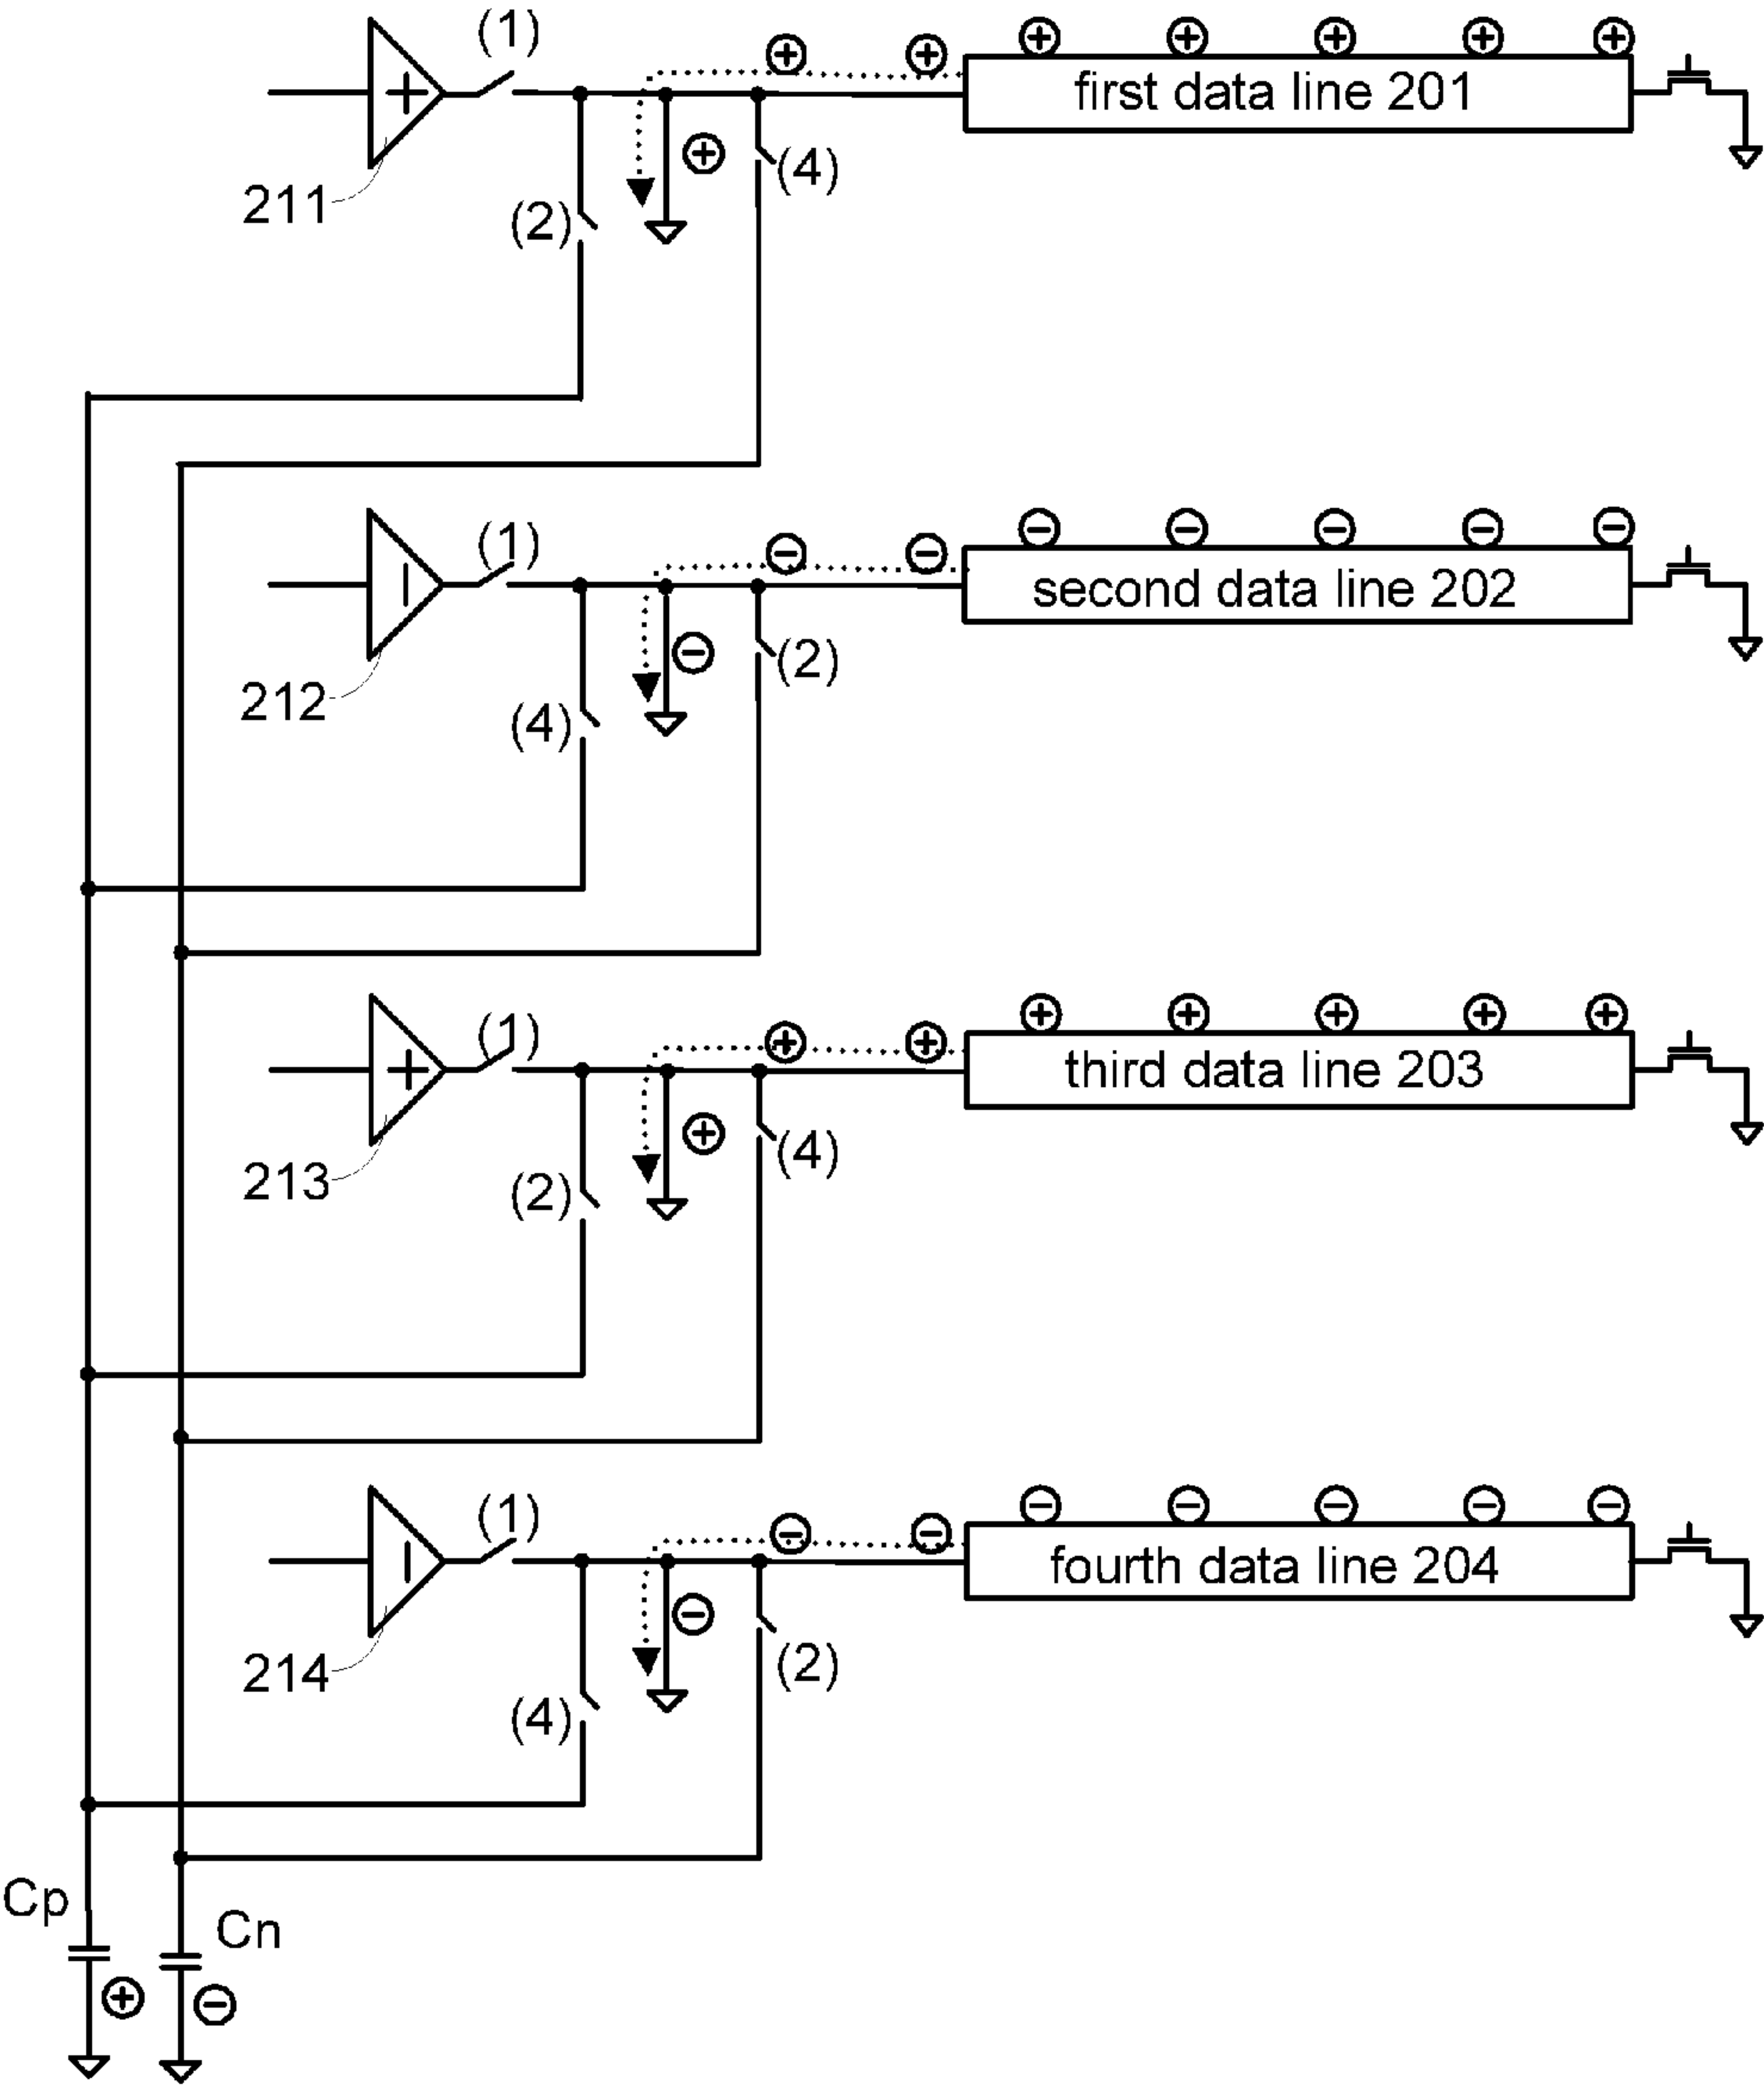 (1)
first data line 201
(4)
211
(2)
(1)
second data line 202
(2)
212
(4)
(1)
third data line 203
(4)
213
(2)
(1)
fourth data line 204
(2)
214
(4)
Cp
Cn